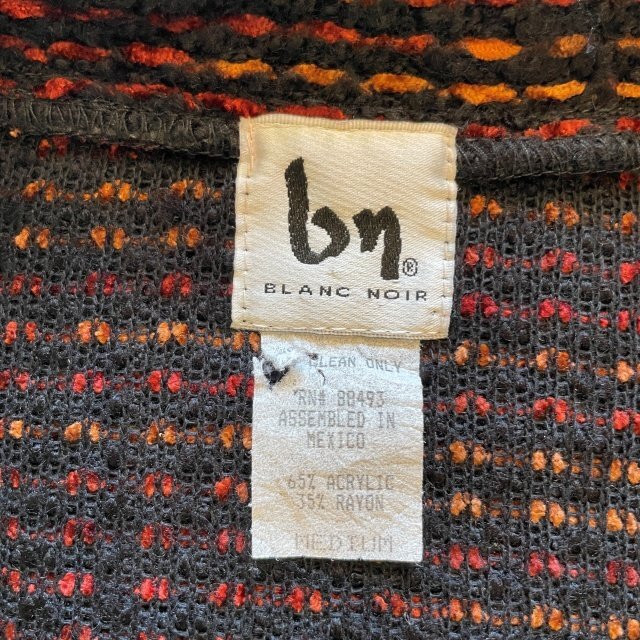 bn®
BLANC NOIR
CLEAN ONLY
RN# 88493
ASSEMBLED IN
MEXICO
65% ACRYLIC
35% RAYON
MEDIUM